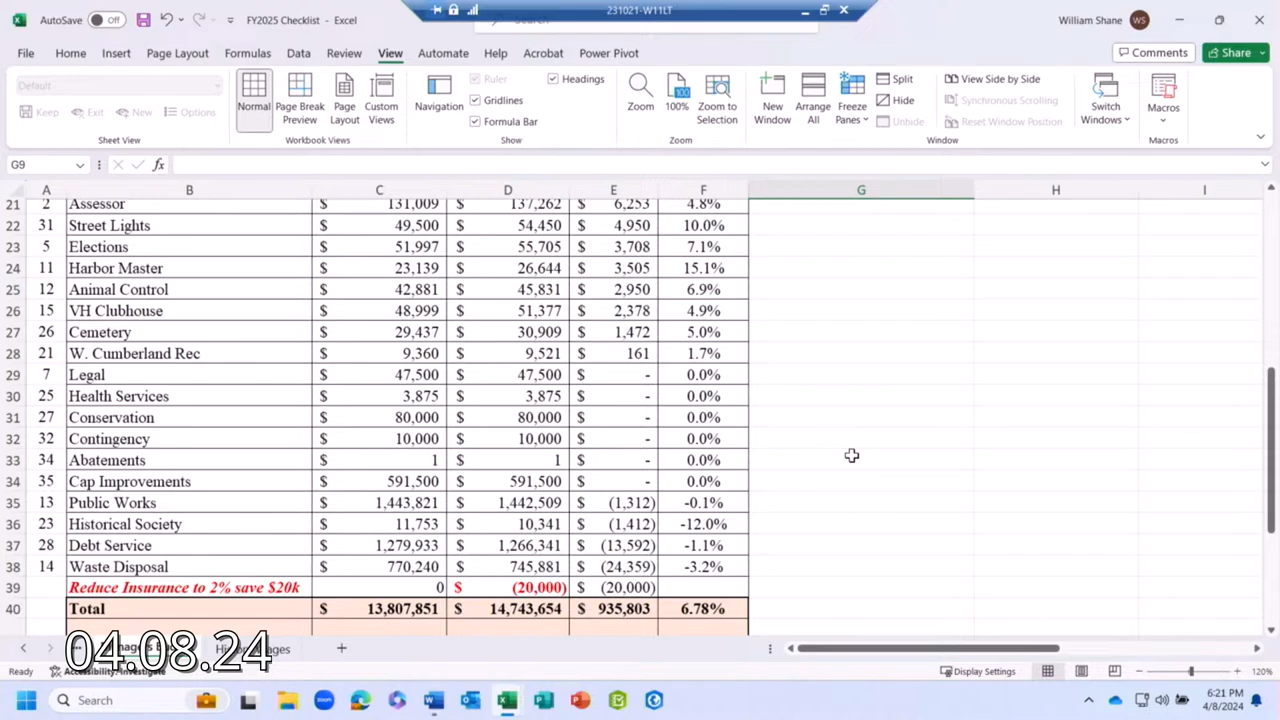 AutoSave Off FY2025 Checklist - Excel 231021-W11LT Search William Shane WS
File Home Insert Page Layout Formulas Data Review View Automate Help Acrobat Power Pivot Comments Share
Default
Keep Exit New Options
Sheet View
Normal Page Break Preview Page Layout Custom Views
Workbook Views
Navigation Ruler Headings
Gridlines
Formula Bar
Show
Zoom 100% Zoom to Selection
Zoom
New Window Arrange All Freeze Panes
Split View Side by Side
Hide Synchronous Scrolling
Unhide Reset Window Position
Window
Switch Windows
Macros
Macros
G9 fx
A B C D E F G H I
21 2 Assessor $ 131,009 $ 137,262 $ 6,253 4.8%
22 31 Street Lights $ 49,500 $ 54,450 $ 4,950 10.0%
23 5 Elections $ 51,997 $ 55,705 $ 3,708 7.1%
24 11 Harbor Master $ 23,139 $ 26,644 $ 3,505 15.1%
25 12 Animal Control $ 42,881 $ 45,831 $ 2,950 6.9%
26 15 VH Clubhouse $ 48,999 $ 51,377 $ 2,378 4.9%
27 26 Cemetery $ 29,437 $ 30,909 $ 1,472 5.0%
28 21 W. Cumberland Rec $ 9,360 $ 9,521 $ 161 1.7%
29 7 Legal $ 47,500 $ 47,500 $ - 0.0%
30 25 Health Services $ 3,875 $ 3,875 $ - 0.0%
31 27 Conservation $ 80,000 $ 80,000 $ - 0.0%
32 32 Contingency $ 10,000 $ 10,000 $ - 0.0%
33 34 Abatements $ 1 $ 1 $ - 0.0%
34 35 Cap Improvements $ 591,500 $ 591,500 $ - 0.0%
35 13 Public Works $ 1,443,821 $ 1,442,509 $ (1,312) -0.1%
36 23 Historical Society $ 11,753 $ 10,341 $ (1,412) -12.0%
37 28 Debt Service $ 1,279,933 $ 1,266,341 $ (13,592) -1.1%
38 14 Waste Disposal $ 770,240 $ 745,881 $ (24,359) -3.2%
39 Reduce Insurance to 2% save $20k 0 $ (20,000) $ (20,000)
40 Total $ 13,807,851 $ 14,743,654 $ 935,803 6.78%
04.08.24
Ready Accessibility: Investigate Display Settings 120%
Search 6:21 PM
4/8/2024